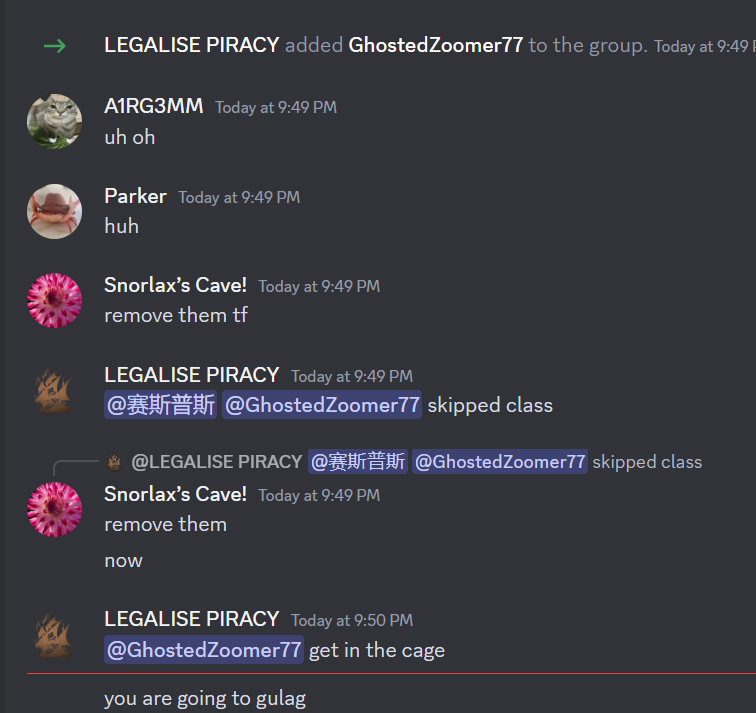 LEGALISE PIRACY added GhostedZoomer77 to the group. Today at 9:49
A1RG3MM Today at 9:49 PM
uh oh
Parker Today at 9:49 PM
huh
Snorlax’s Cave! Today at 9:49 PM
remove them tf
LEGALISE PIRACY Today at 9:49 PM
@赛斯普斯 @GhostedZoomer77 skipped class
@LEGALISE PIRACY @赛斯普斯 @GhostedZoomer77 skipped class
Snorlax’s Cave! Today at 9:49 PM
remove them
now
LEGALISE PIRACY Today at 9:50 PM
@GhostedZoomer77 get in the cage
you are going to gulag